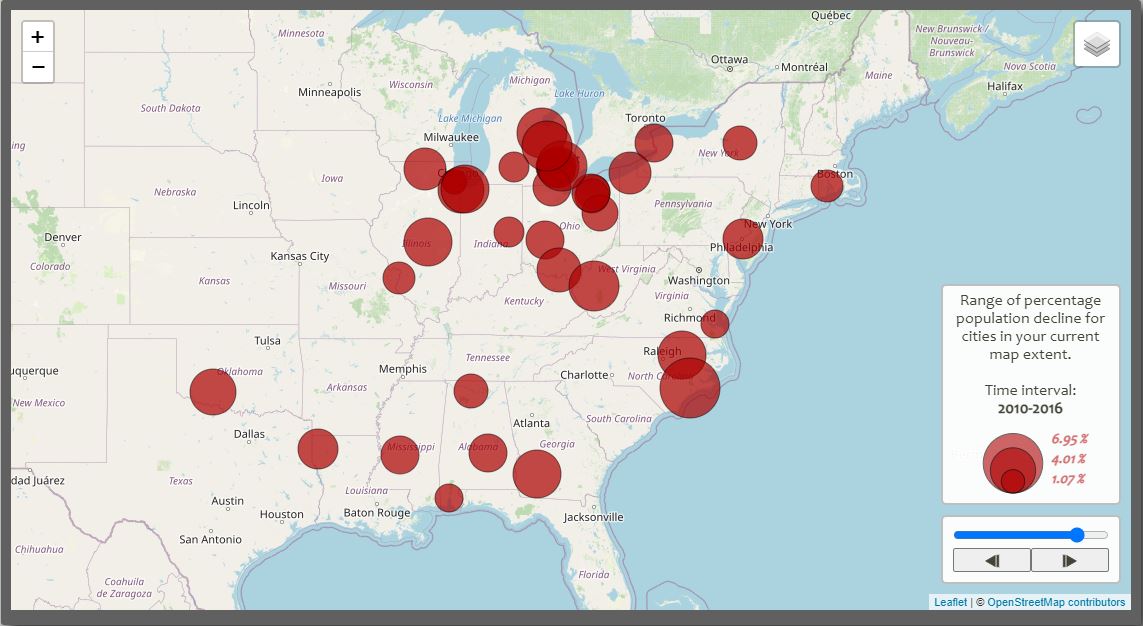 +
−
Québec
Minnesota
New Brunswick /
Nouveau-
Brunswick
Ottawa
Montréal
Nova Scotia
Maine
Michigan
Wisconsin
Halifax
Minneapolis
Lake Huron
South Dakota
Lake Michigan
Toronto
Milwaukee
ing
New York
Boston
Iowa
Nebraska
Lincoln
Pennsylvania
New York
Ohio
Denver
Illinois
Indiana
Philadelphia
Kansas City
Colorado
West Virginia
Kansas
Missouri
Washington
Virginia
Kentucky
Richmond
Tulsa
Raleigh
Tennessee
uquerque
Oklahoma
Memphis
Charlotte
North Carolina
Arkansas
New Mexico
South Carolina
Atlanta
Dallas
Mississippi
Alabama
Georgia
dad Juárez
Texas
Louisiana
Austin
Houston
Baton Rouge
Jacksonville
San Antonio
Chihuahua
Florida
Coahuila
de Zaragoza
Range of percentage
population decline for
cities in your current
map extent.
Time interval:
2010-2016
6.95 %
4.01 %
1.07 %
Leaflet | © OpenStreetMap contributors